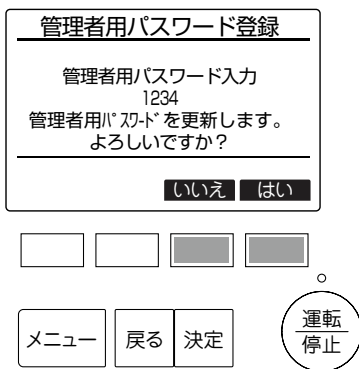 管理者用パスワード登録
管理者用パスワード入力
1234
管理者用ﾊﾟｽﾜｰﾄﾞを更新します。
よろしいですか？
いいえ はい
メニュー 戻る 決定 運転
停止